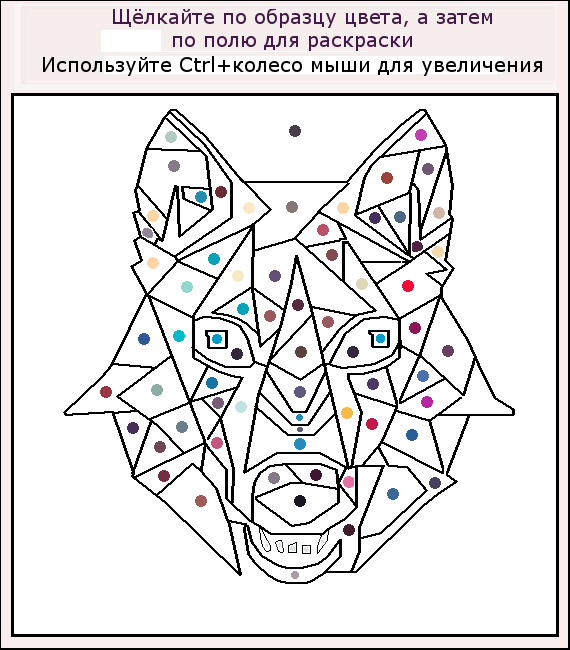 Щёлкайте по образцу цвета, а затем
по полю для раскраски
Используйте Ctrl+колесо мыши для увеличения